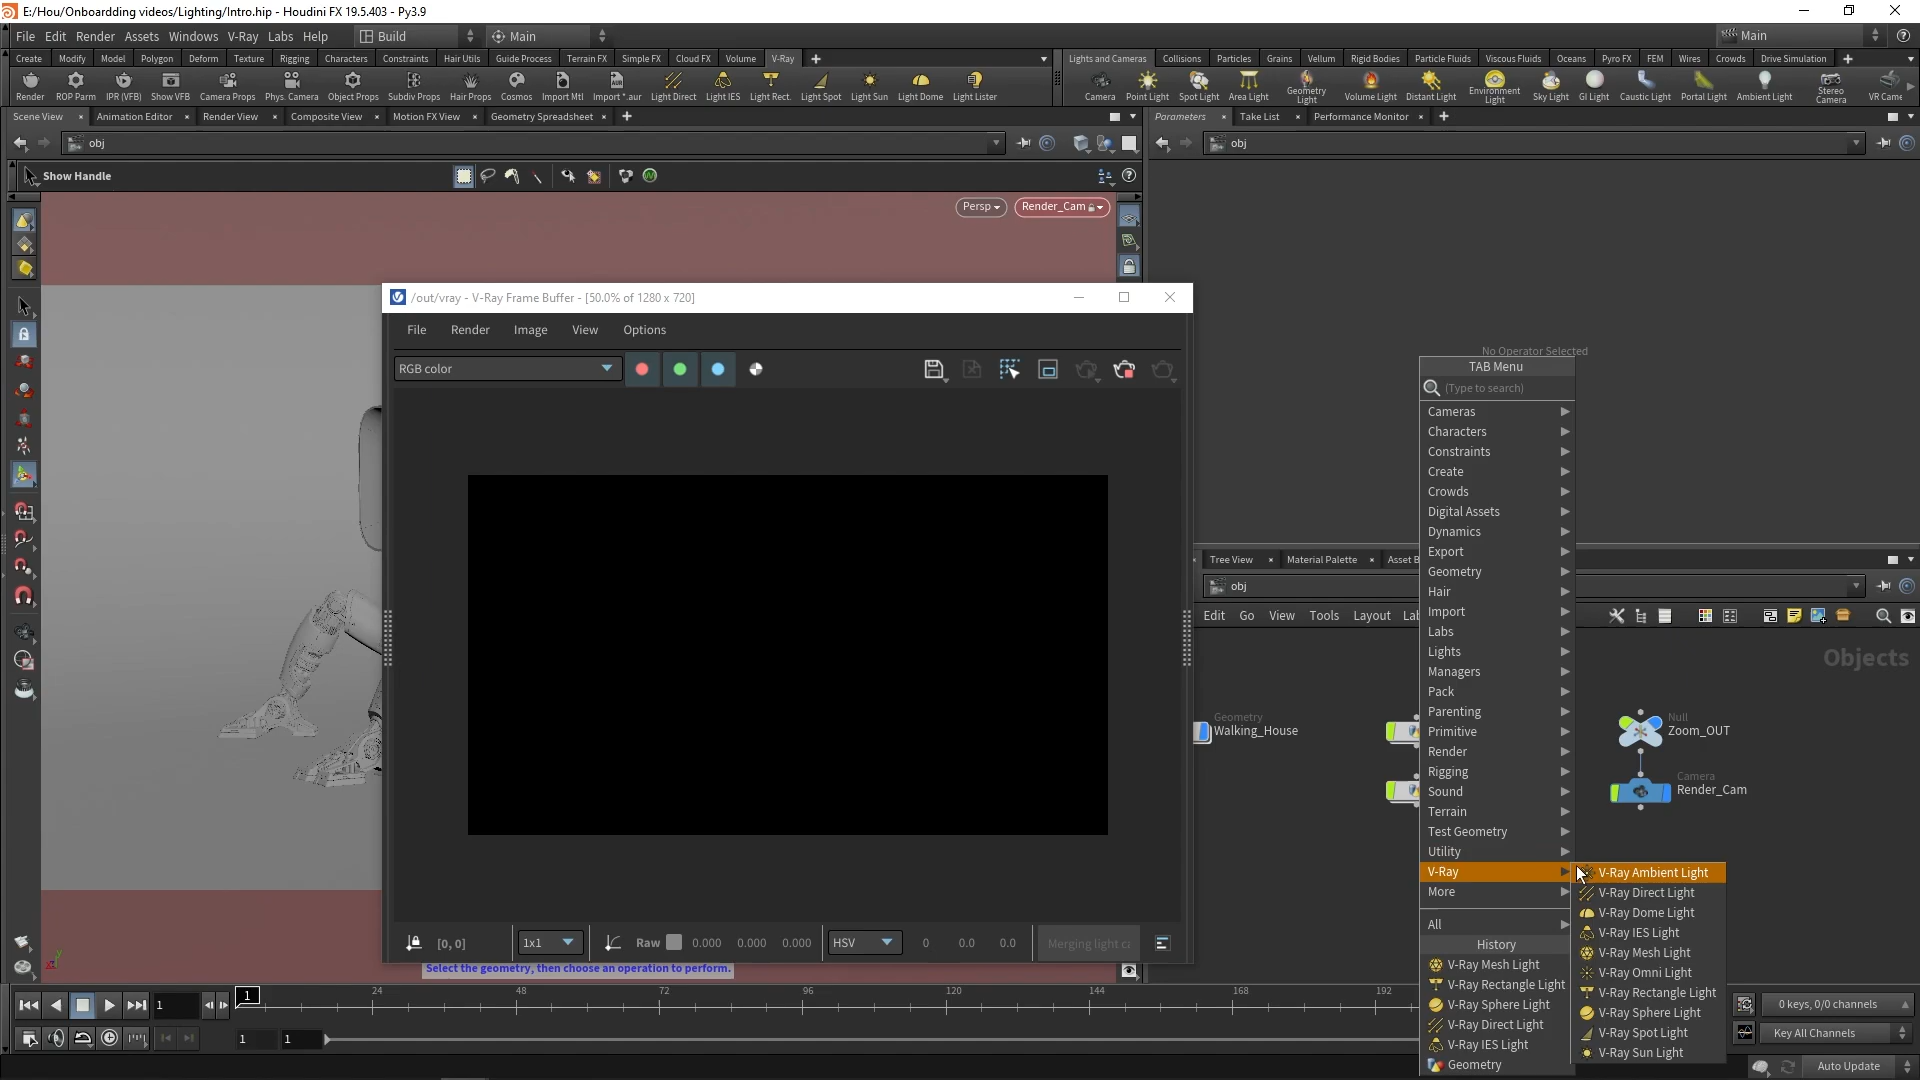 E:/Hou/Onboardding videos/Lighting/Intro.hip - Houdini FX 19.5.403 - Py3.9
File Edit Render Assets Windows V-Ray Labs Help Build Main Main
Create Modify Model Polygon Deform Texture Rigging Characters Constraints Hair Utils Guide Process Terrain FX Simple FX Cloud FX Volume V-Ray
Lights and Cameras Collisions Particles Grains Vellum Rigid Bodies Particle Fluids Viscous Fluids Oceans Pyro FX FEM Wires Crowds Drive Simulation
Render ROP Parm IPR (VFB) Show VFB Camera Props Phys. Camera Object Props Subdiv Props Hair Props Cosmos Import Mtl Import *.aur Light Direct Light IES Light Rect. Light Spot Light Sun Light Dome Light Lister
Camera Point Light Spot Light Area Light Geometry Light Volume Light Distant Light Environment Light Sky Light GI Light Caustic Light Portal Light Ambient Light Stereo Camera VR Came
Scene View Animation Editor Render View Composite View Motion FX View Geometry Spreadsheet
Parameters Take List Performance Monitor
obj
obj
Show Handle
Persp Render_Cam
/out/vray - V-Ray Frame Buffer - [50.0% of 1280 x 720]
File Render Image View Options
RGB color
[0, 0] 1x1 Raw 0.000 0.000 0.000 HSV 0 0.0 0.0 Merging light ca
Select the geometry, then choose an operation to perform.
No Operator Selected
TAB Menu
(Type to search)
Cameras
Characters
Constraints
Create
Crowds
Digital Assets
Dynamics
Export
Geometry
Hair
Import
Labs
Lights
Managers
Pack
Parenting
Primitive
Render
Rigging
Sound
Terrain
Test Geometry
Utility
V-Ray
More
All
History
V-Ray Mesh Light
V-Ray Rectangle Light
V-Ray Sphere Light
V-Ray Direct Light
V-Ray IES Light
Geometry
V-Ray Ambient Light
V-Ray Direct Light
V-Ray Dome Light
V-Ray IES Light
V-Ray Mesh Light
V-Ray Omni Light
V-Ray Rectangle Light
V-Ray Sphere Light
V-Ray Spot Light
V-Ray Sun Light
Tree View Material Palette Asset B
obj
Edit Go View Tools Layout Lab
Objects
Geometry
Walking_House
Null
Zoom_OUT
Camera
Render_Cam
1 1 24 48 72 96 120 144 168 192
0 keys, 0/0 channels
1 1
Key All Channels
Auto Update